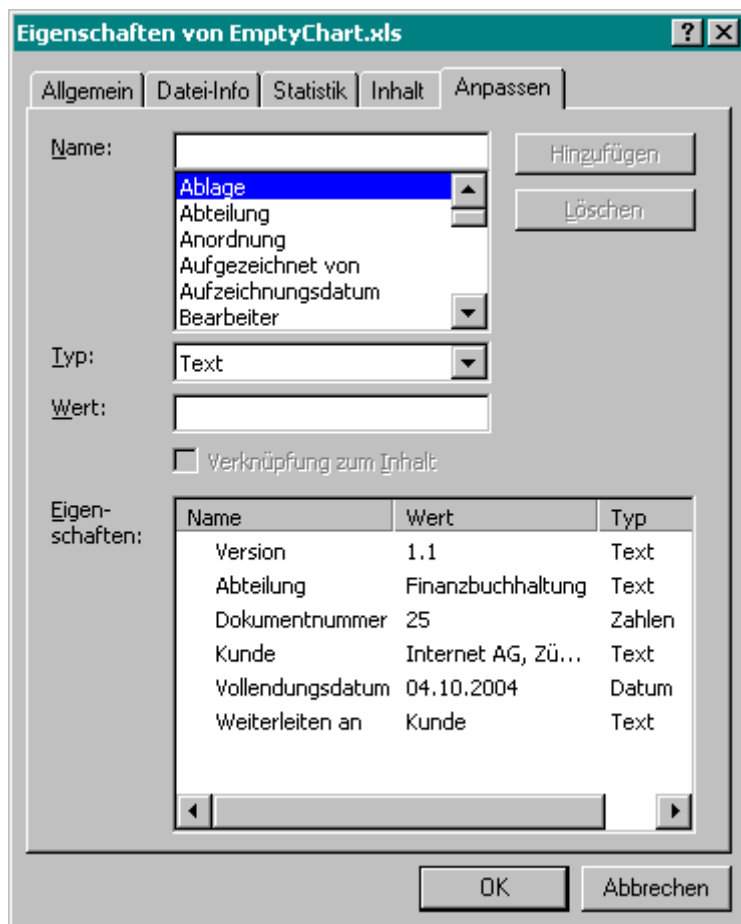 Eigenschaften von EmptyChart.xls
Allgemein Datei-Info Statistik Inhalt Anpassen
Name: Hinzufügen
Ablage
Abteilung Löschen
Anordnung
Aufgezeichnet von
Aufzeichnungsdatum
Bearbeiter
Typ: Text
Wert:
Verknüpfung zum Inhalt
Eigen-
schaften:
Name Wert Typ
Version 1.1 Text
Abteilung Finanzbuchhaltung Text
Dokumentnummer 25 Zahlen
Kunde Internet AG, Zü... Text
Vollendungsdatum 04.10.2004 Datum
Weiterleiten an Kunde Text
OK Abbrechen